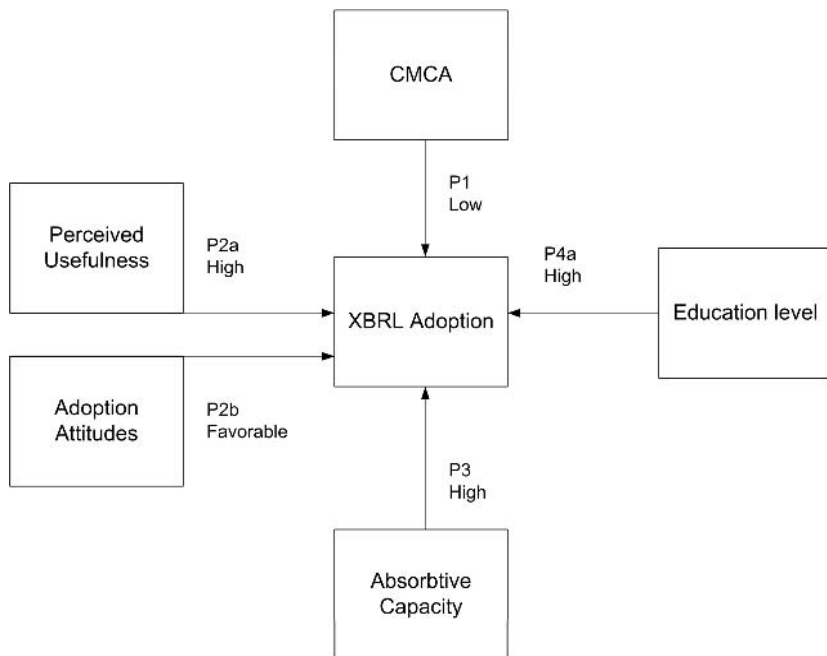 CMCA
P1
Low
Perceived
Usefulness
P2a
High
P4a
High
XBRL Adoption
Education level
Adoption
Attitudes
P2b
Favorable
P3
High
Absorbtive
Capacity